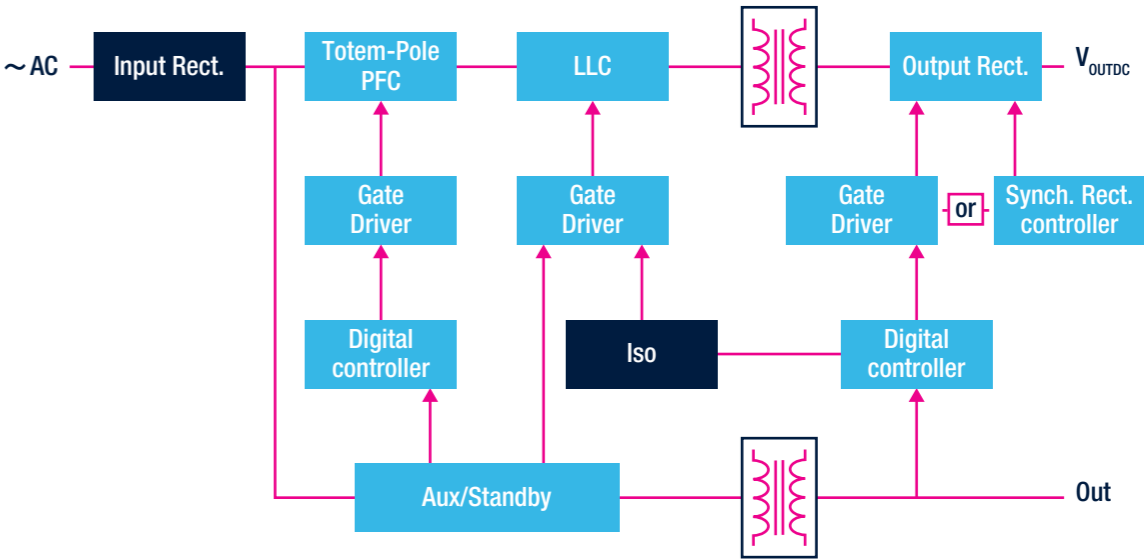 ~ AC
Input Rect.
Totem-Pole
PFC
LLC
Output Rect.
VOUTDC
Gate
Driver
Gate
Driver
Gate
Driver
or
Synch. Rect.
controller
Digital
controller
Iso
Digital
controller
Aux/Standby
Out